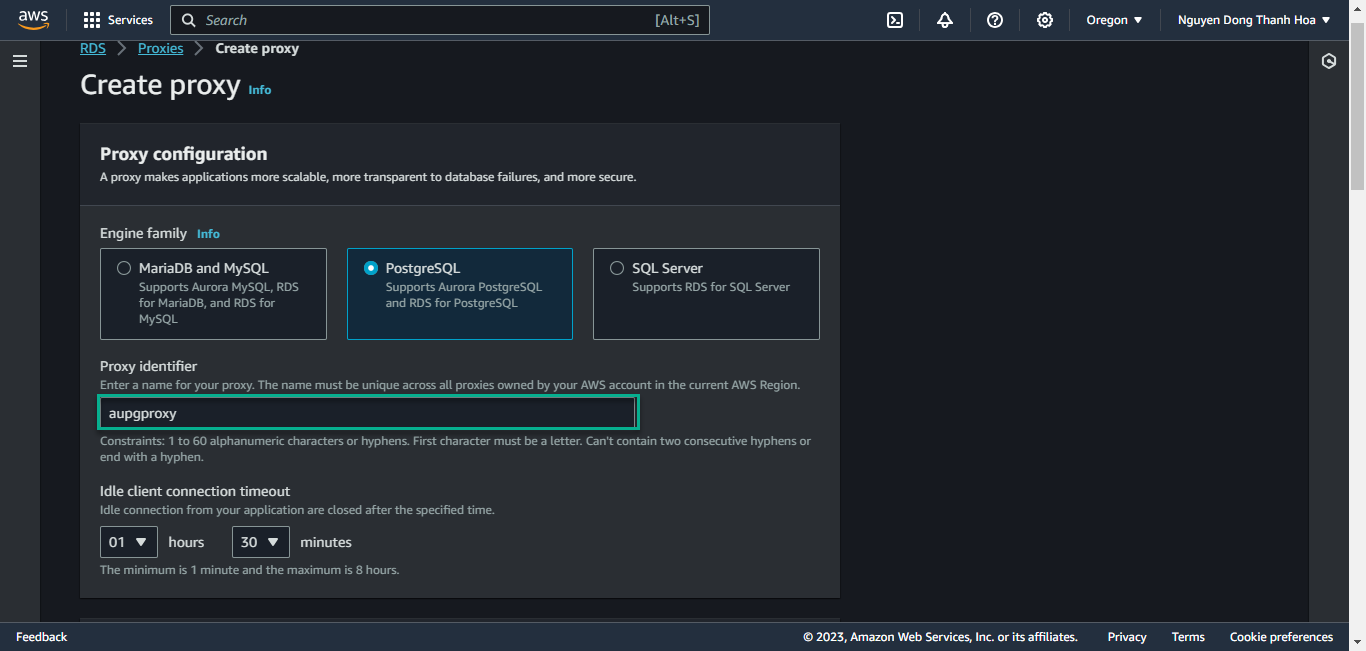 aws
Services
Search [Alt+S]
Oregon ▼
Nguyen Dong Thanh Hoa ▼
RDS > Proxies > Create proxy
Create proxy Info
Proxy configuration
A proxy makes applications more scalable, more transparent to database failures, and more secure.
Engine family Info
MariaDB and MySQL
Supports Aurora MySQL, RDS
for MariaDB, and RDS for
MySQL
PostgreSQL
Supports Aurora PostgreSQL
and RDS for PostgreSQL
SQL Server
Supports RDS for SQL Server
Proxy identifier
Enter a name for your proxy. The name must be unique across all proxies owned by your AWS account in the current AWS Region.
aupgproxy
Constraints: 1 to 60 alphanumeric characters or hyphens. First character must be a letter. Can't contain two consecutive hyphens or
end with a hyphen.
Idle client connection timeout
Idle connection from your application are closed after the specified time.
01 ▼ hours 30 ▼ minutes
The minimum is 1 minute and the maximum is 8 hours.
Feedback
© 2023, Amazon Web Services, Inc. or its affiliates.
Privacy
Terms
Cookie preferences